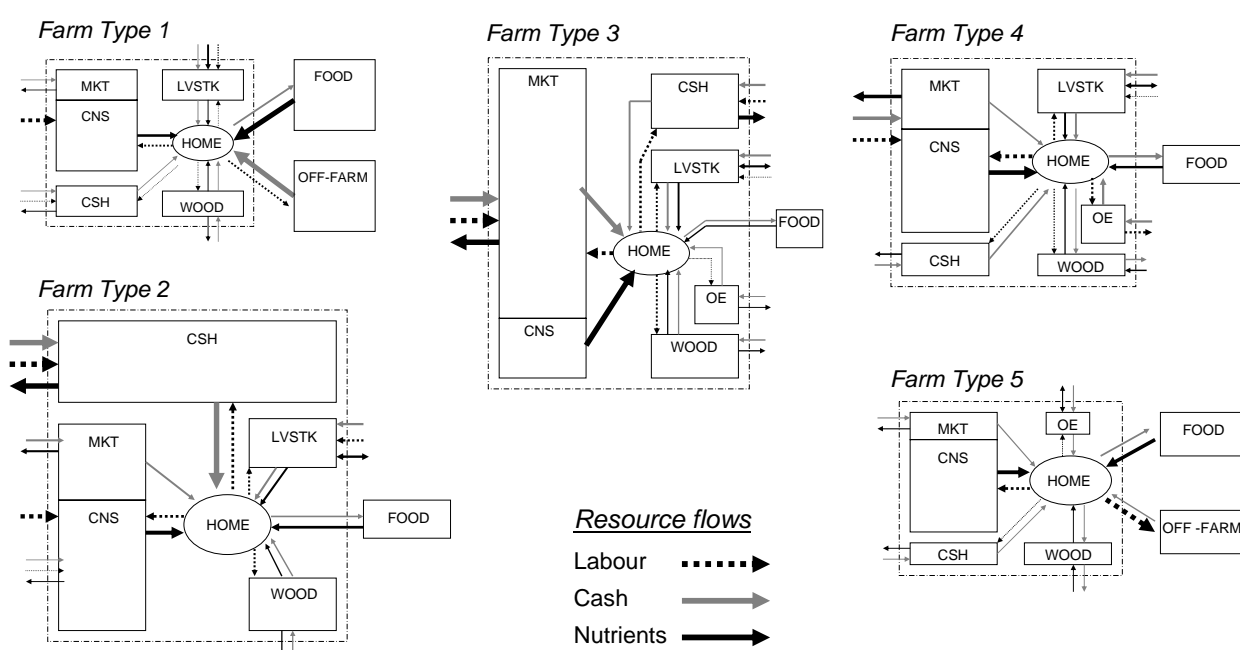 Farm Type 1
MKT
CNS
CSH
LVSTK
HOME
WOOD
FOOD
OFF-FARM
Farm Type 2
CSH
MKT
CNS
LVSTK
HOME
FOOD
WOOD
Farm Type 3
MKT
CNS
CSH
LVSTK
HOME
FOOD
OE
WOOD
Farm Type 4
MKT
CNS
CSH
LVSTK
HOME
FOOD
OE
WOOD
Farm Type 5
MKT
CNS
CSH
OE
HOME
WOOD
FOOD
OFF -FARM
Resource flows
Labour
Cash
Nutrients